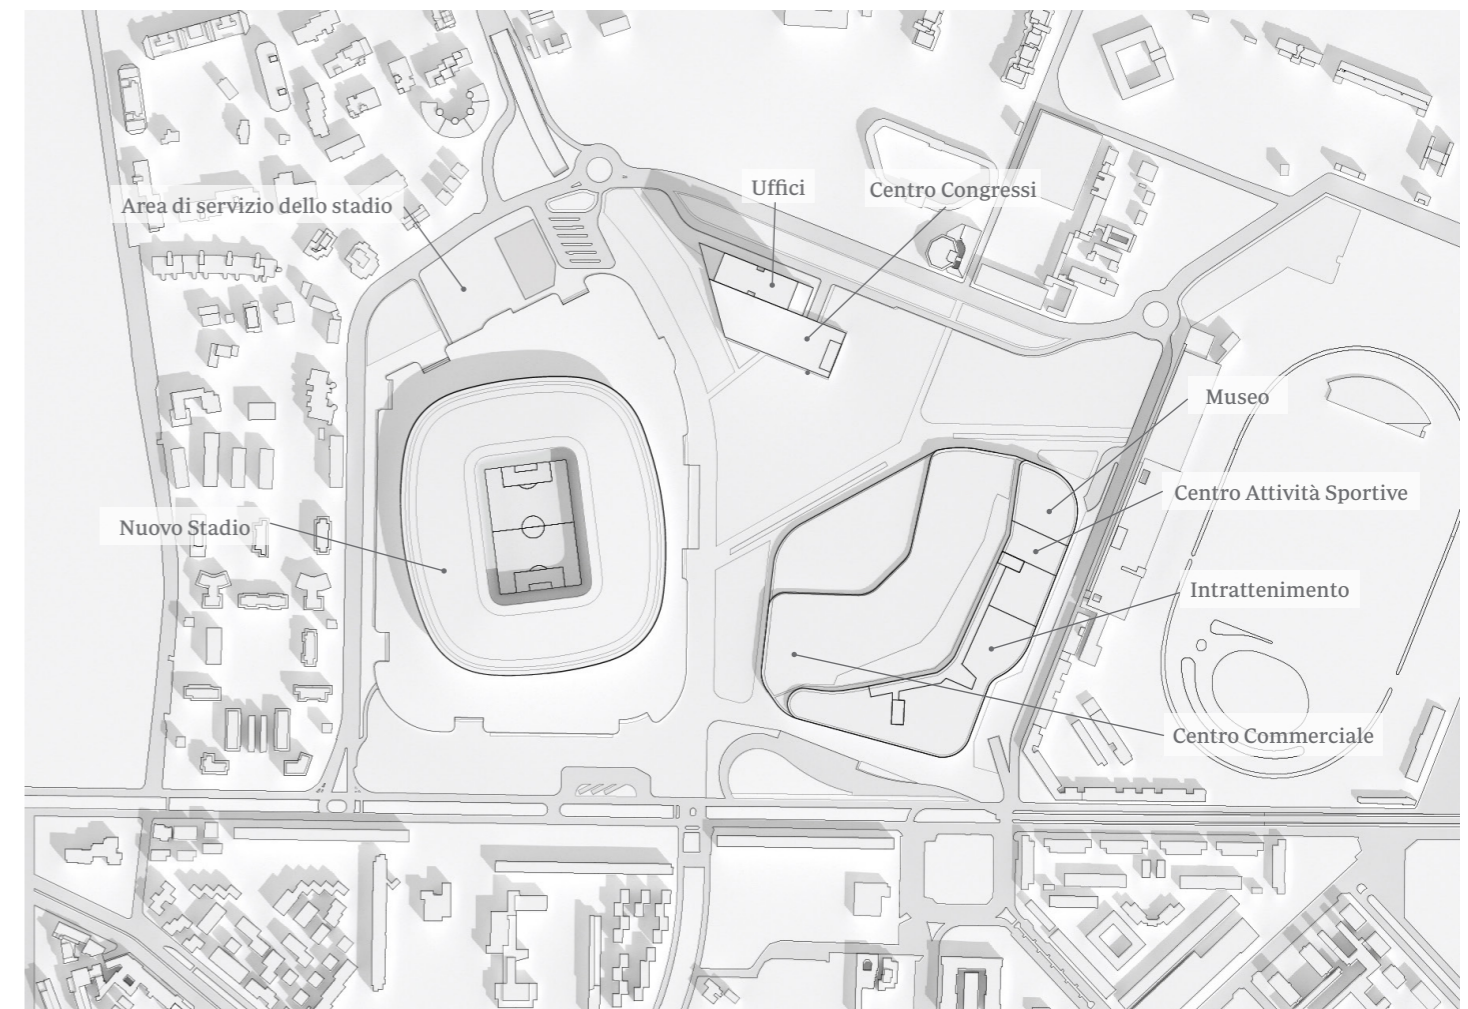 Uffici
Centro Congressi
Area di servizio dello stadio
Museo
Centro Attività Sportive
Nuovo Stadio
Intrattenimento
Centro Commerciale